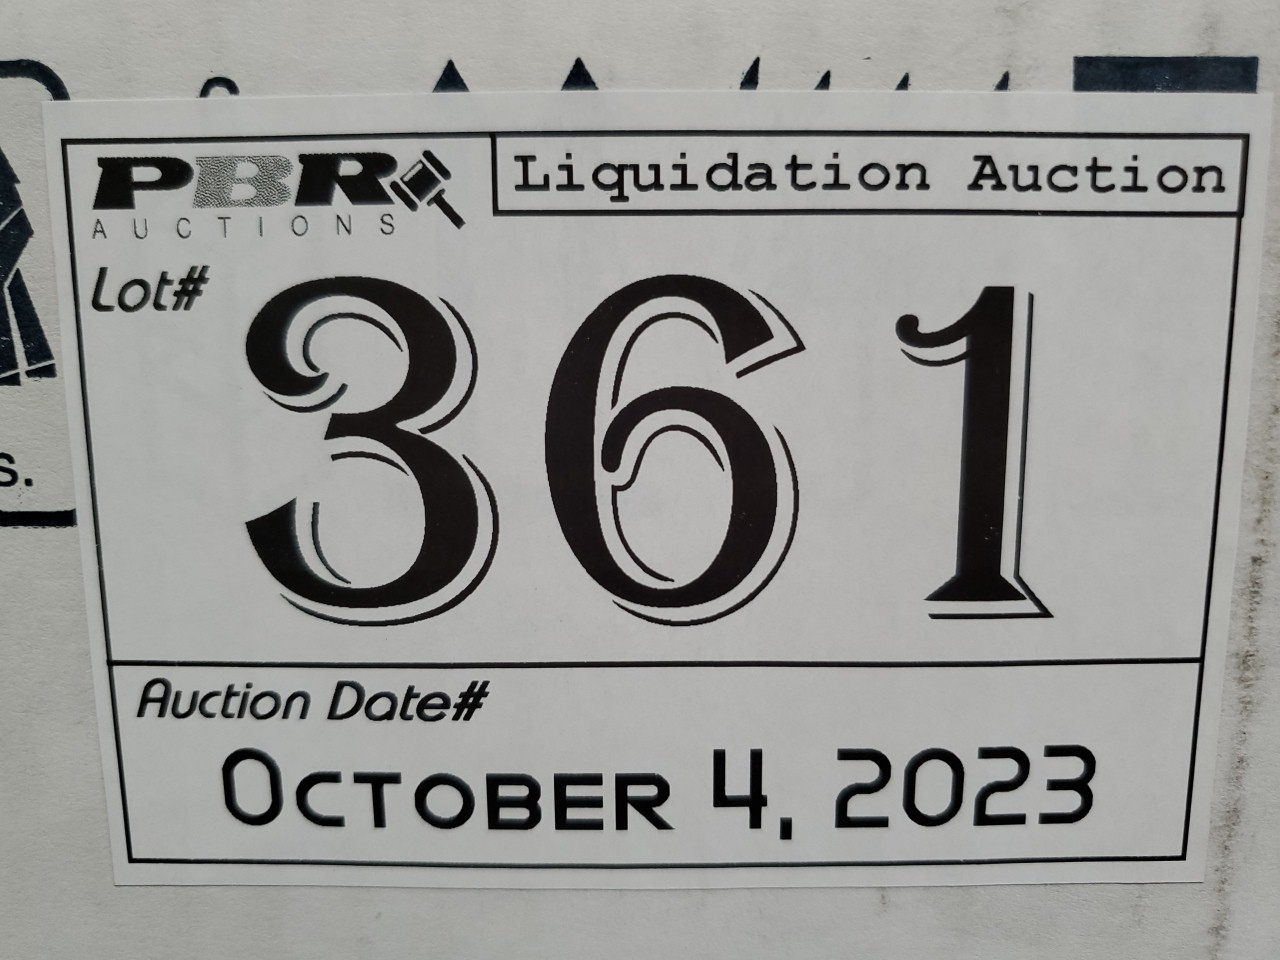 PBR
AUCTIONS
Liquidation Auction
Lot#
361
Auction Date#
October 4, 2023
s.